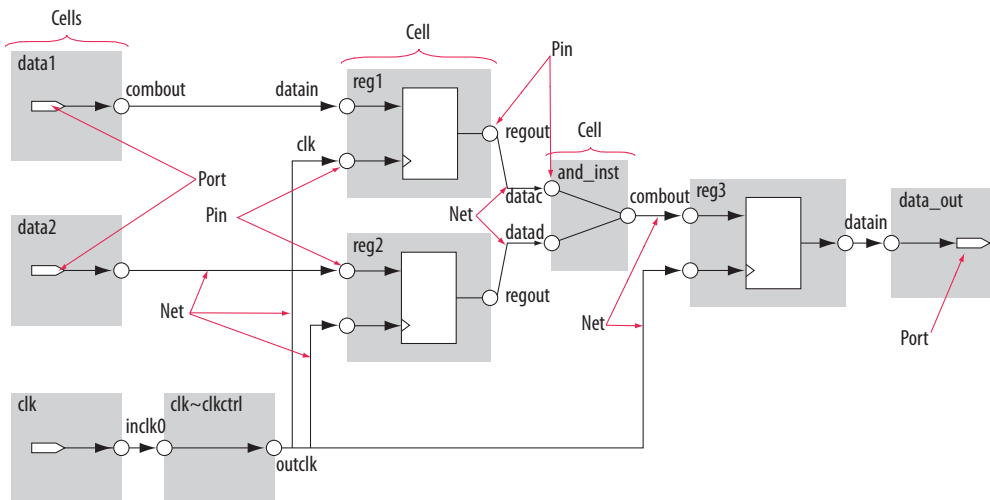 Cells
Cell
Pin
data1
combout
datain
reg1
regout
Cell
clk
and_inst
Port
Pin
Net
datac
combout
reg3
data_out
data2
reg2
datad
datain
regout
Net
Net
Port
clk
inclk0
clk~clkctrl
outclk